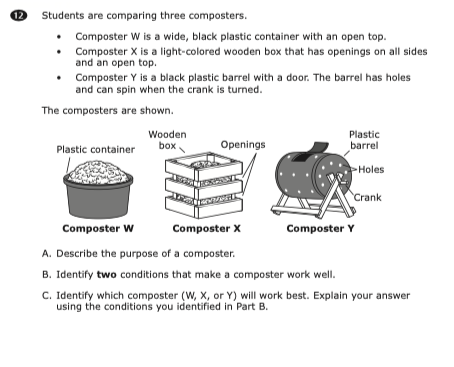 12 Students are comparing three composters.
• Composter W is a wide, black plastic container with an open top.
• Composter X is a light-colored wooden box that has openings on all sides
and an open top.
• Composter Y is a black plastic barrel with a door. The barrel has holes
and can spin when the crank is turned.
The composters are shown.
Plastic container
Wooden
box
Openings
Plastic
barrel
Holes
Crank
Composter W
Composter X
Composter Y
A. Describe the purpose of a composter.
B. Identify two conditions that make a composter work well.
C. Identify which composter (W, X, or Y) will work best. Explain your answer
using the conditions you identified in Part B.